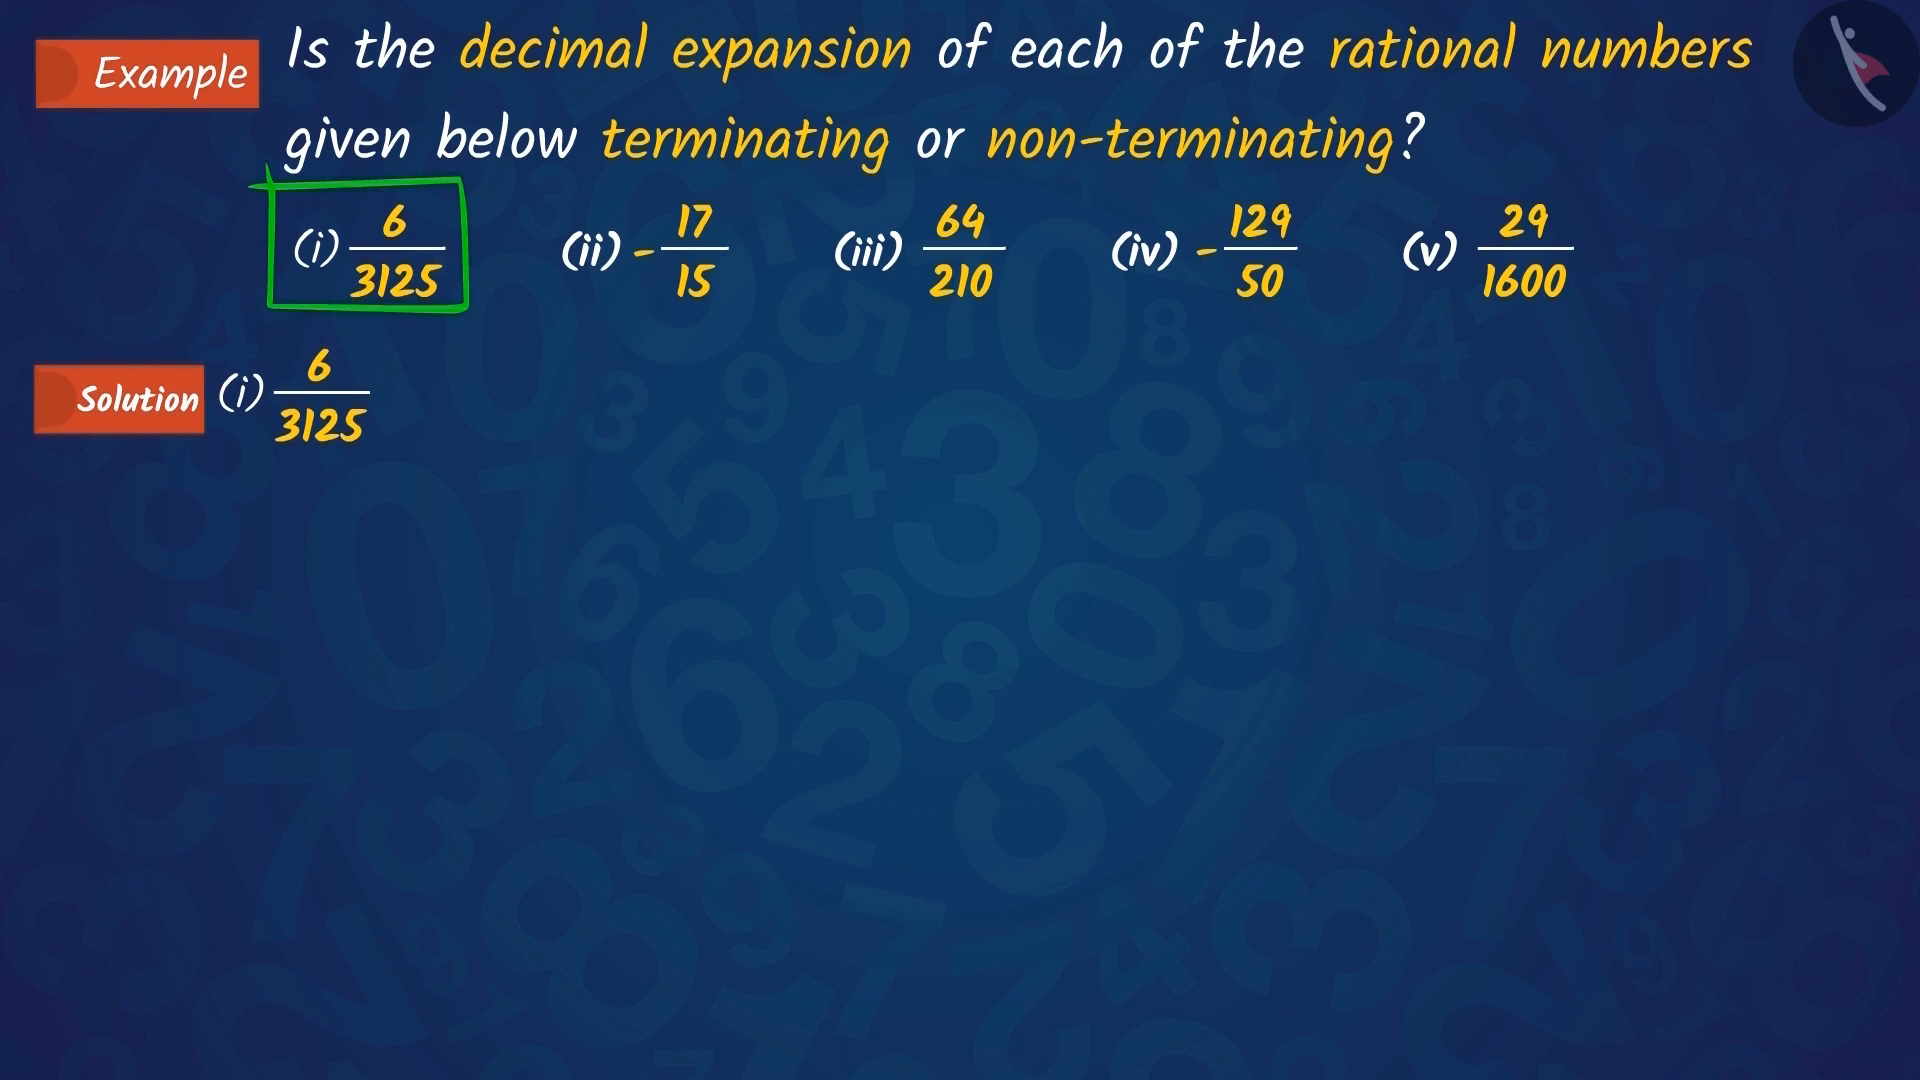 Example
Is the decimal expansion of each of the rational numbers
given below terminating or non-terminating?
(i) 6/3125 (ii) -17/15 (iii) 64/210 (iv) -129/50 (v) 29/1600
Solution (i) 6/3125